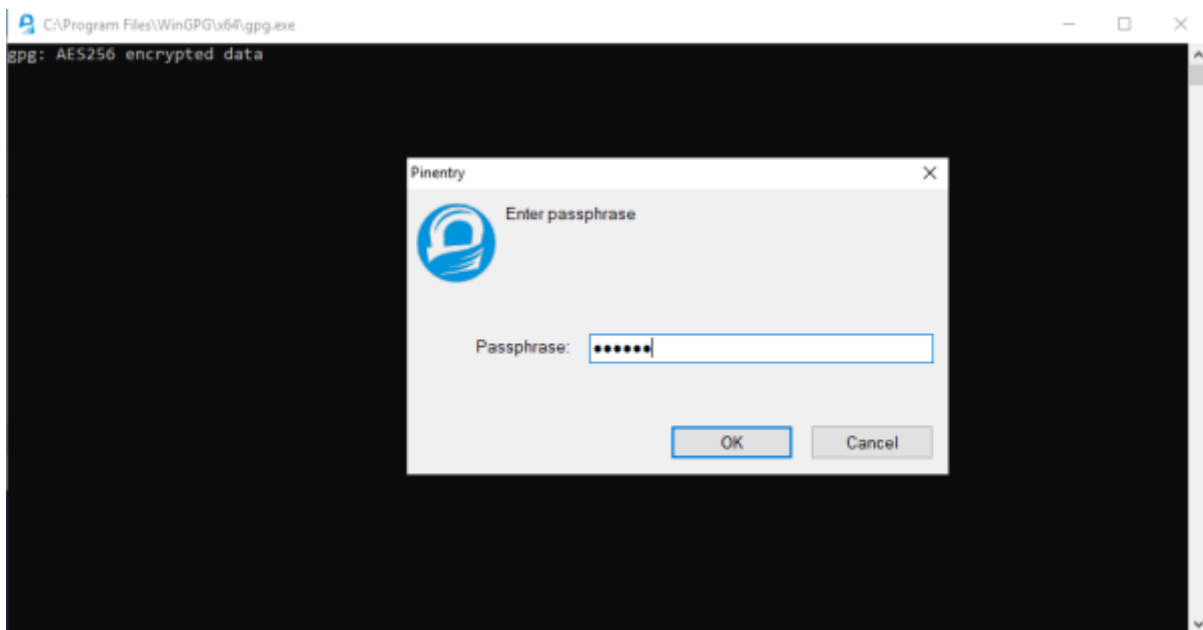 C:\Program Files\WinGPG\x64\gpg.exe
gpg: AES256 encrypted data
Pinentry
Enter passphrase
Passphrase: ●●●●●●
OK
Cancel